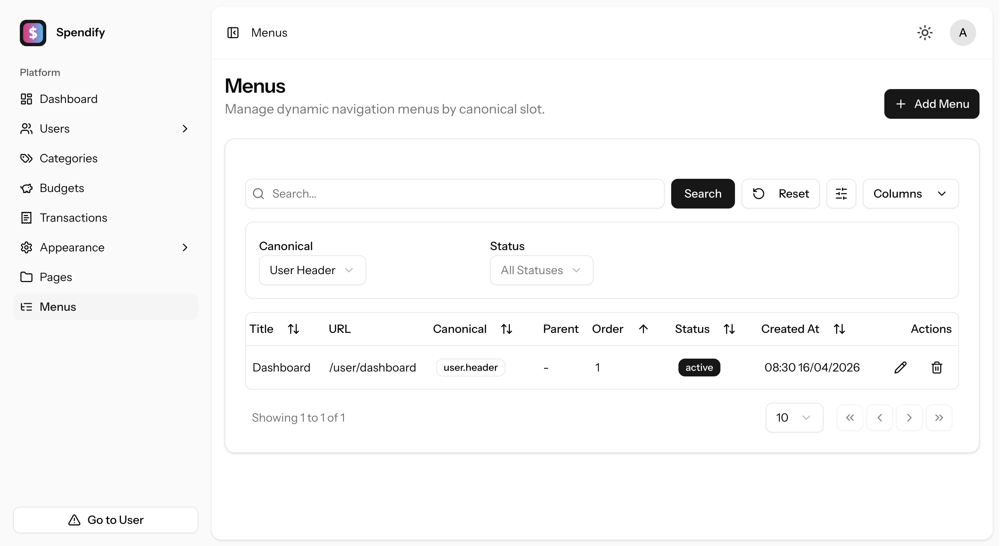 $ Spendify
Platform
Dashboard
Users
Categories
Budgets
Transactions
Appearance
Pages
Menus
Go to User
Menus
A
Menus
Manage dynamic navigation menus by canonical slot.
+ Add Menu
Search...
Search
Reset
Columns
Canonical
Status
User Header
All Statuses
Title URL Canonical Parent Order Status Created At Actions
Dashboard /user/dashboard user.header - 1 active 08:30 16/04/2026
Showing 1 to 1 of 1
10